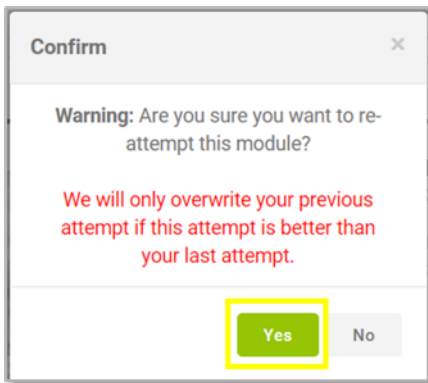 Confirm ×
Warning: Are you sure you want to re-
attempt this module?
We will only overwrite your previous
attempt if this attempt is better than
your last attempt.
Yes No